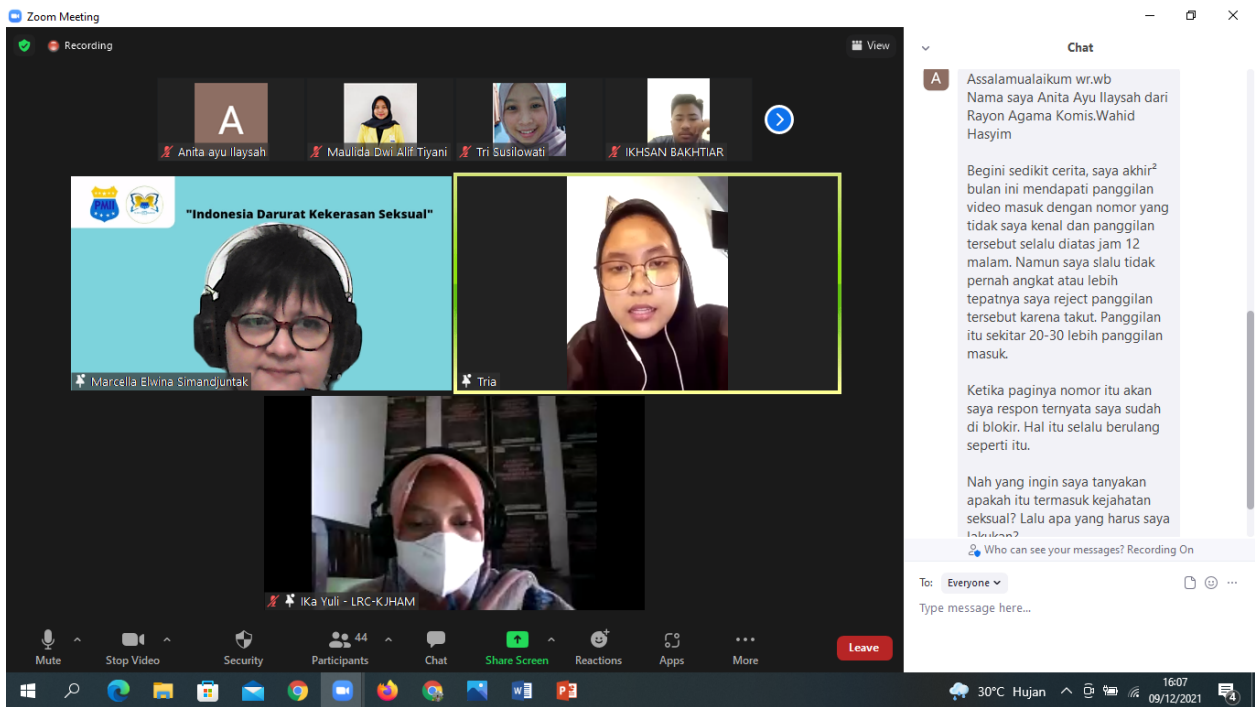 Zoom Meeting
Recording
View
A
Anita ayu Ilaysah
Maulida Dwi Alif Tiyani
Tri Susilowati
IKHSAN BAKHTIAR
PMII
"Indonesia Darurat Kekerasan Seksual"
Marcella Elwina Simandjuntak
Tria
IKa Yuli - LRC-KJHAM
Mute
Stop Video
Security
44
Participants
Chat
Share Screen
Reactions
Apps
More
Leave
Chat
A
Assalamualaikum wr.wb
Nama saya Anita Ayu Ilaysah dari
Rayon Agama Komis.Wahid
Hasyim
Begini sedikit cerita, saya akhir²
bulan ini mendapati panggilan
video masuk dengan nomor yang
tidak saya kenal dan panggilan
tersebut selalu diatas jam 12
malam. Namun saya slalu tidak
pernah angkat atau lebih
tepatnya saya reject panggilan
tersebut karena takut. Panggilan
itu sekitar 20-30 lebih panggilan
masuk.
Ketika paginya nomor itu akan
saya respon ternyata saya sudah
di blokir. Hal itu selalu berulang
seperti itu.
Nah yang ingin saya tanyakan
apakah itu termasuk kejahatan
seksual? Lalu apa yang harus saya
lakukan?
Who can see your messages? Recording On
To: Everyone
Type message here...
30°C Hujan
16:07
09/12/2021
4